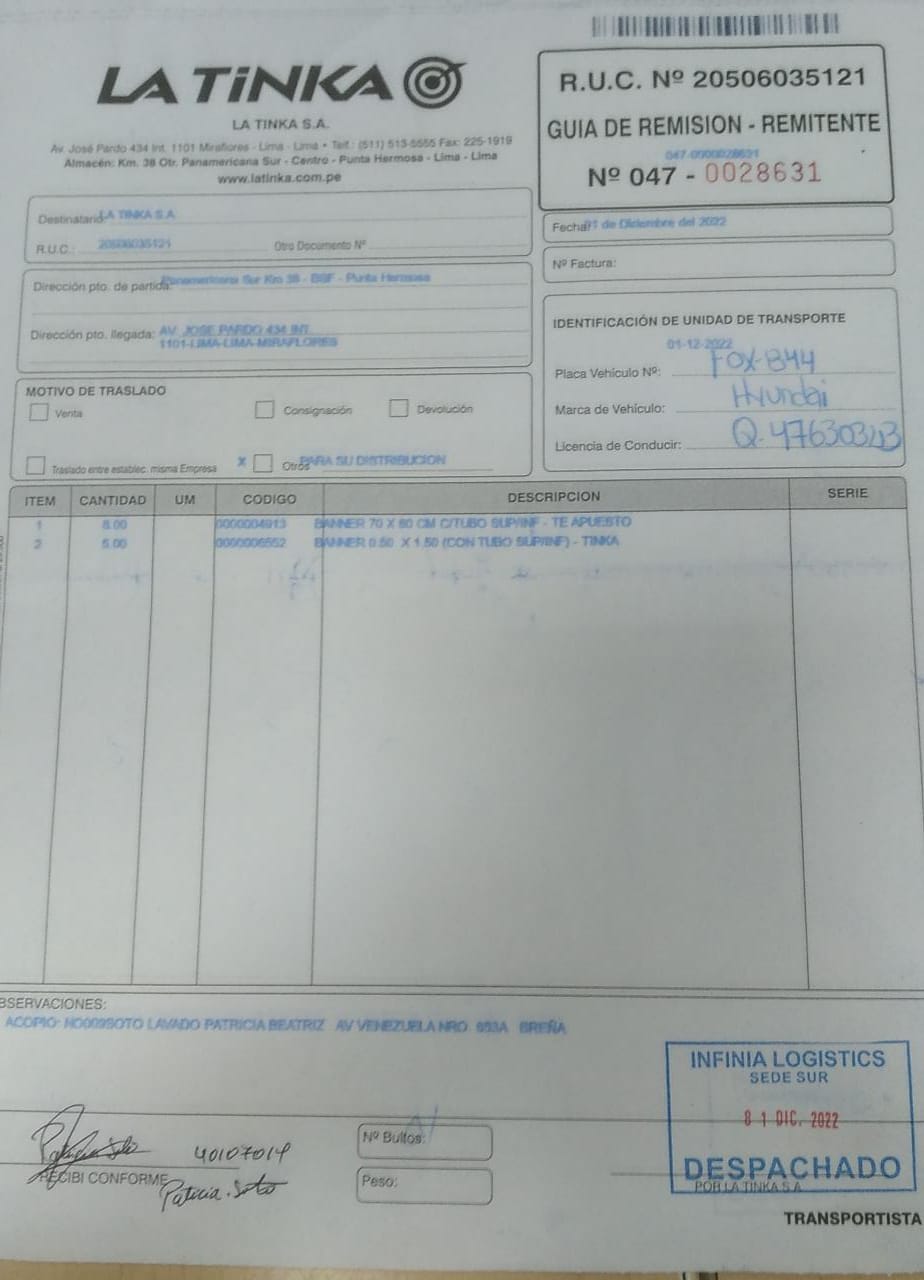 LA TiNKA
LA TINKA S.A.
Av. José Pardo 434 Int. 1101 Miraflores - Lima - Lima • Telf.: (511) 513-5555 Fax: 225-1919
Almacén: Km. 38 Otr. Panamericana Sur - Centro - Punta Hermosa - Lima - Lima
www.latinka.com.pe
R.U.C. Nº 20506035121
GUIA DE REMISION - REMITENTE
047-0000028631
Nº 047 - 0028631
Destinatario: LA TINKA S.A.
R.U.C.: 20506035121 Otro Documento Nº
Fecha: 01 de Diciembre del 2022
Nº Factura:
Dirección pto. de partida: Panamericana Sur Km 38 - BSF - Punta Hermosa
Dirección pto. llegada: AV. JOSE PARDO 434 INT.
1101-LIMA-LIMA-MIRAFLORES
IDENTIFICACIÓN DE UNIDAD DE TRANSPORTE
01-12-2022
Placa Vehículo Nº: FOX-844
Marca de Vehículo: Hyundai
Licencia de Conducir: Q-47630343
MOTIVO DE TRASLADO
Venta Consignación Devolución
Traslado entre establec. misma Empresa X Otros PARA SU DISTRIBUCION
ITEM CANTIDAD UM CODIGO DESCRIPCION SERIE
1 8.00 0000004913 BANNER 70 X 80 CM C/TUBO SUP/INF - TE APUESTO
2 5.00 0000006552 BANNER 0.50 X 1.50 (CON TUBO SUP/INF) - TINKA
BSERVACIONES:
ACOPIO: NO009SOTO LAVADO PATRICIA BEATRIZ AV VENEZUELA NRO. 853A BREÑA
INFINIA LOGISTICS
SEDE SUR
01 DIC. 2022
DESPACHADO
POR LA TINKA S.A.
40107014
RECIBI CONFORME
Patricia. Soto
Nº Bultos:
Peso:
TRANSPORTISTA